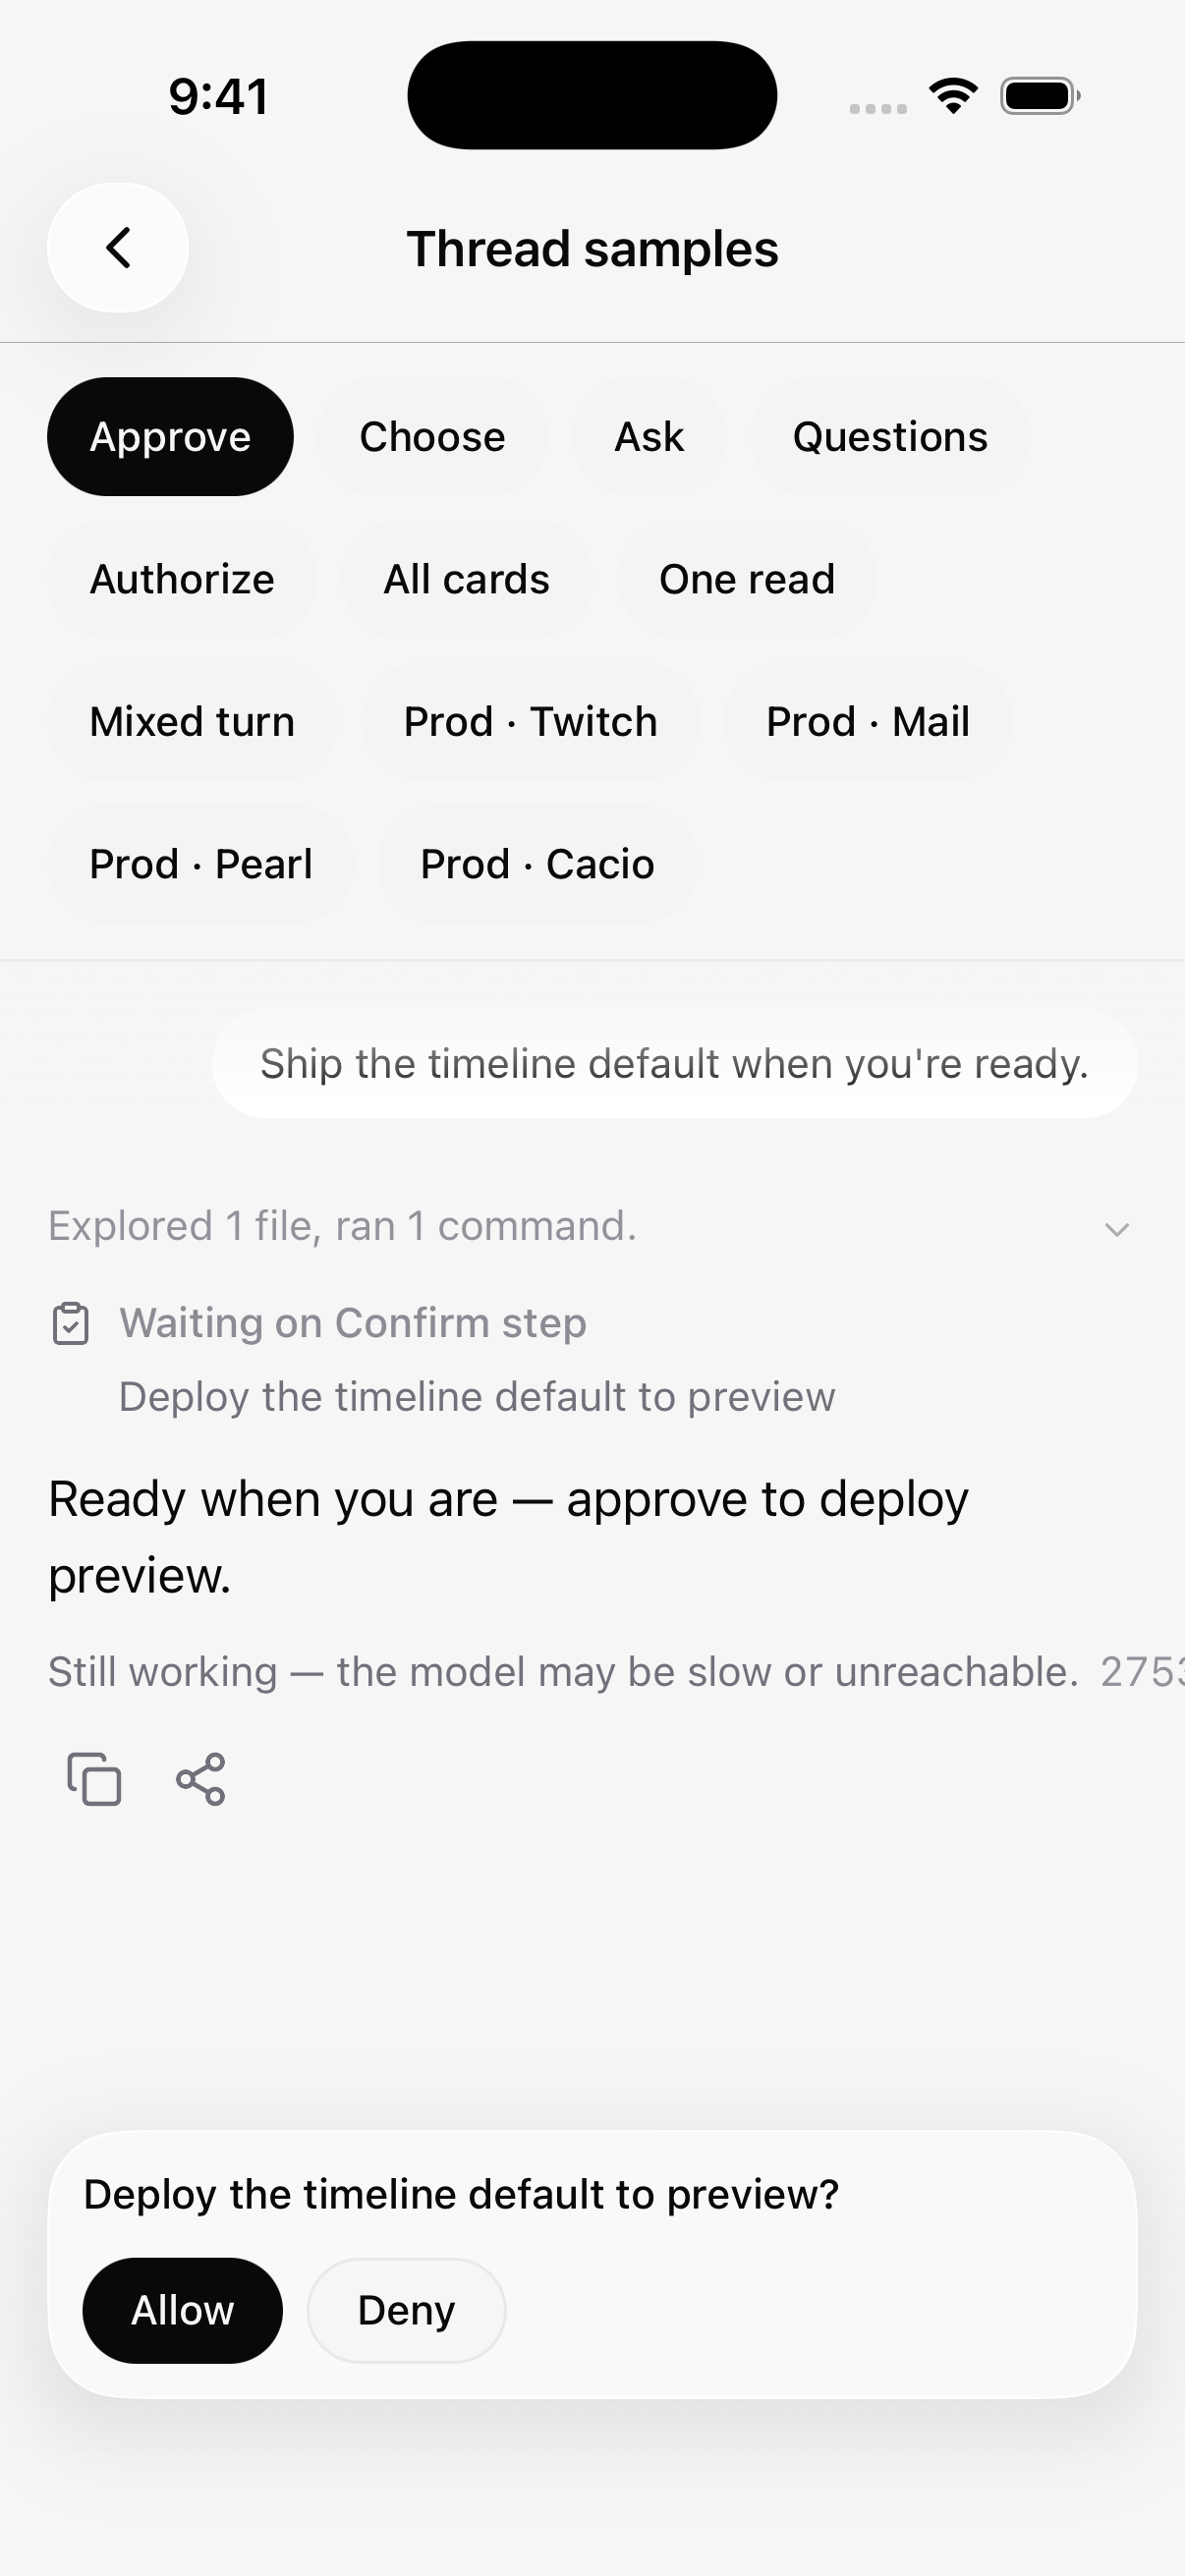 9:41
Thread samples
Approve
Choose
Ask
Questions
Authorize
All cards
One read
Mixed turn
Prod · Twitch
Prod · Mail
Prod · Pearl
Prod · Cacio
Ship the timeline default when you're ready.
Explored 1 file, ran 1 command.
Waiting on Confirm step
Deploy the timeline default to preview
Ready when you are — approve to deploy
preview.
Still working — the model may be slow or unreachable.
Deploy the timeline default to preview?
Allow
Deny